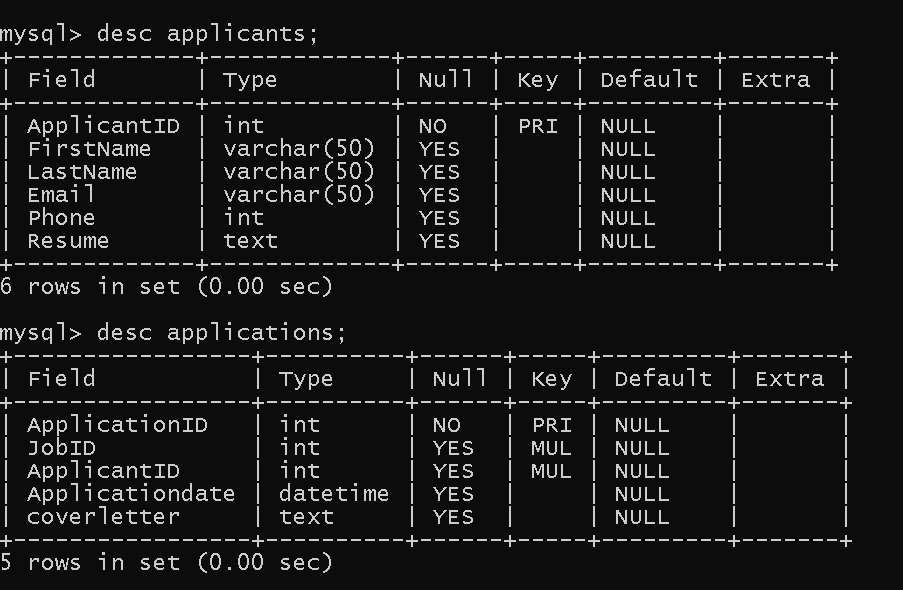 mysql> desc applicants;
+-------------+-------------+------+-----+---------+-------+
| Field       | Type        | Null | Key | Default | Extra |
+-------------+-------------+------+-----+---------+-------+
| ApplicantID | int         | NO   | PRI | NULL    |       |
| FirstName   | varchar(50) | YES  |     | NULL    |       |
| LastName    | varchar(50) | YES  |     | NULL    |       |
| Email       | varchar(50) | YES  |     | NULL    |       |
| Phone       | int         | YES  |     | NULL    |       |
| Resume      | text        | YES  |     | NULL    |       |
+-------------+-------------+------+-----+---------+-------+
6 rows in set (0.00 sec)
mysql> desc applications;
+-----------------+----------+------+-----+---------+-------+
| Field           | Type     | Null | Key | Default | Extra |
+-----------------+----------+------+-----+---------+-------+
| ApplicationID   | int      | NO   | PRI | NULL    |       |
| JobID           | int      | YES  | MUL | NULL    |       |
| ApplicantID     | int      | YES  | MUL | NULL    |       |
| Applicationdate | datetime | YES  |     | NULL    |       |
| coverletter     | text     | YES  |     | NULL    |       |
+-----------------+----------+------+-----+---------+-------+
5 rows in set (0.00 sec)